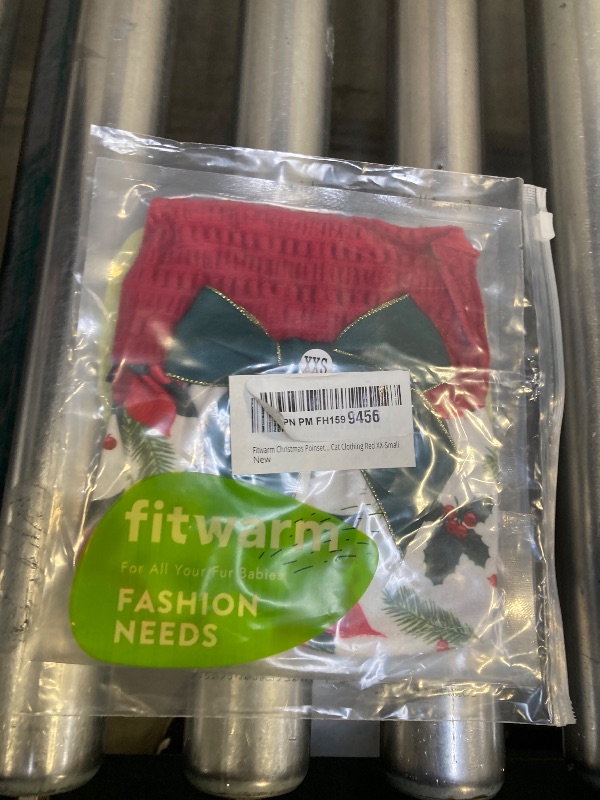 XXS
PN PM FH159 9456
Fitwarm Christmas Poinset... Cat Clothing Red XX-Small
New
fitwarm
For All Your Fur Babies
FASHION
NEEDS